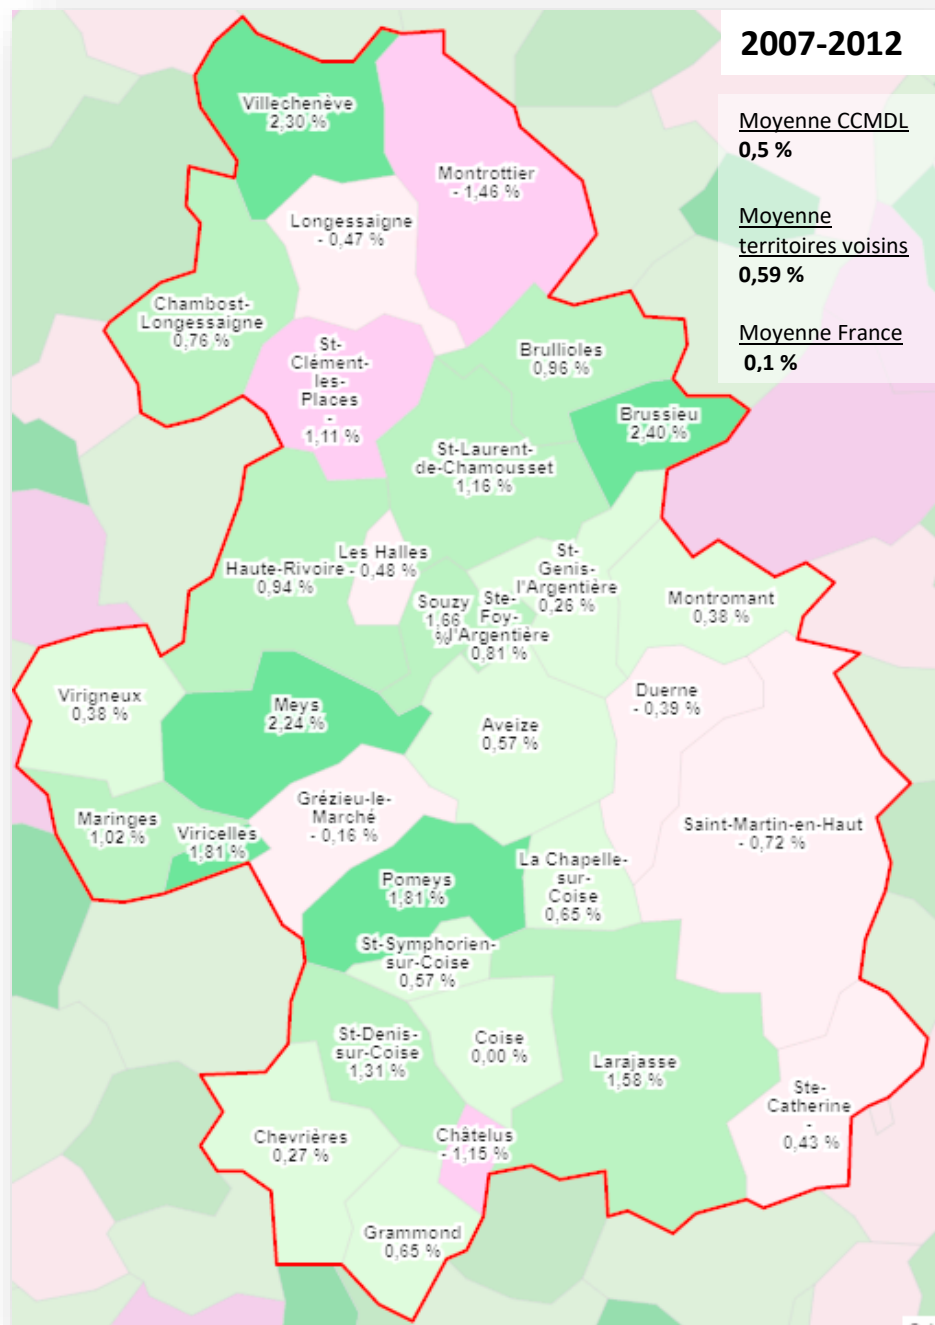 2007-2012
Moyenne CCMDL
0,5 %
Moyenne
territoires voisins
0,59 %
Moyenne France
0,1 %
Villechenève
2,30 %
Montrottier
- 1,46 %
Longessaigne
- 0,47 %
Chambost-
Longessaigne
0,76 %
St-
Clément-
les-
Places
-
1,11 %
Brullioles
0,96 %
Brussieu
2,40 %
St-Laurent-
de-Chamousset
1,16 %
Haute-Rivoire
0,94 %
Les Halles
- 0,48 %
St-
Genis-
l'Argentière
0,26 %
Souzy
1,66
%
Ste-
Foy-
l'Argentière
0,81 %
Montromant
0,38 %
Virigneux
0,38 %
Meys
2,24 %
Aveize
0,57 %
Duerne
- 0,39 %
Maringes
1,02 %
Viricelles
1,81 %
Grézieu-le-
Marché
- 0,16 %
Saint-Martin-en-Haut
- 0,72 %
Pomeys
1,81 %
La Chapelle-
sur-
Coise
0,65 %
St-Symphorien-
sur-Coise
0,57 %
St-Denis-
sur-Coise
1,31 %
Coise
0,00 %
Larajasse
1,58 %
Ste-
Catherine
-
0,43 %
Chevrières
0,27 %
Châtelus
- 1,15 %
Grammond
0,65 %